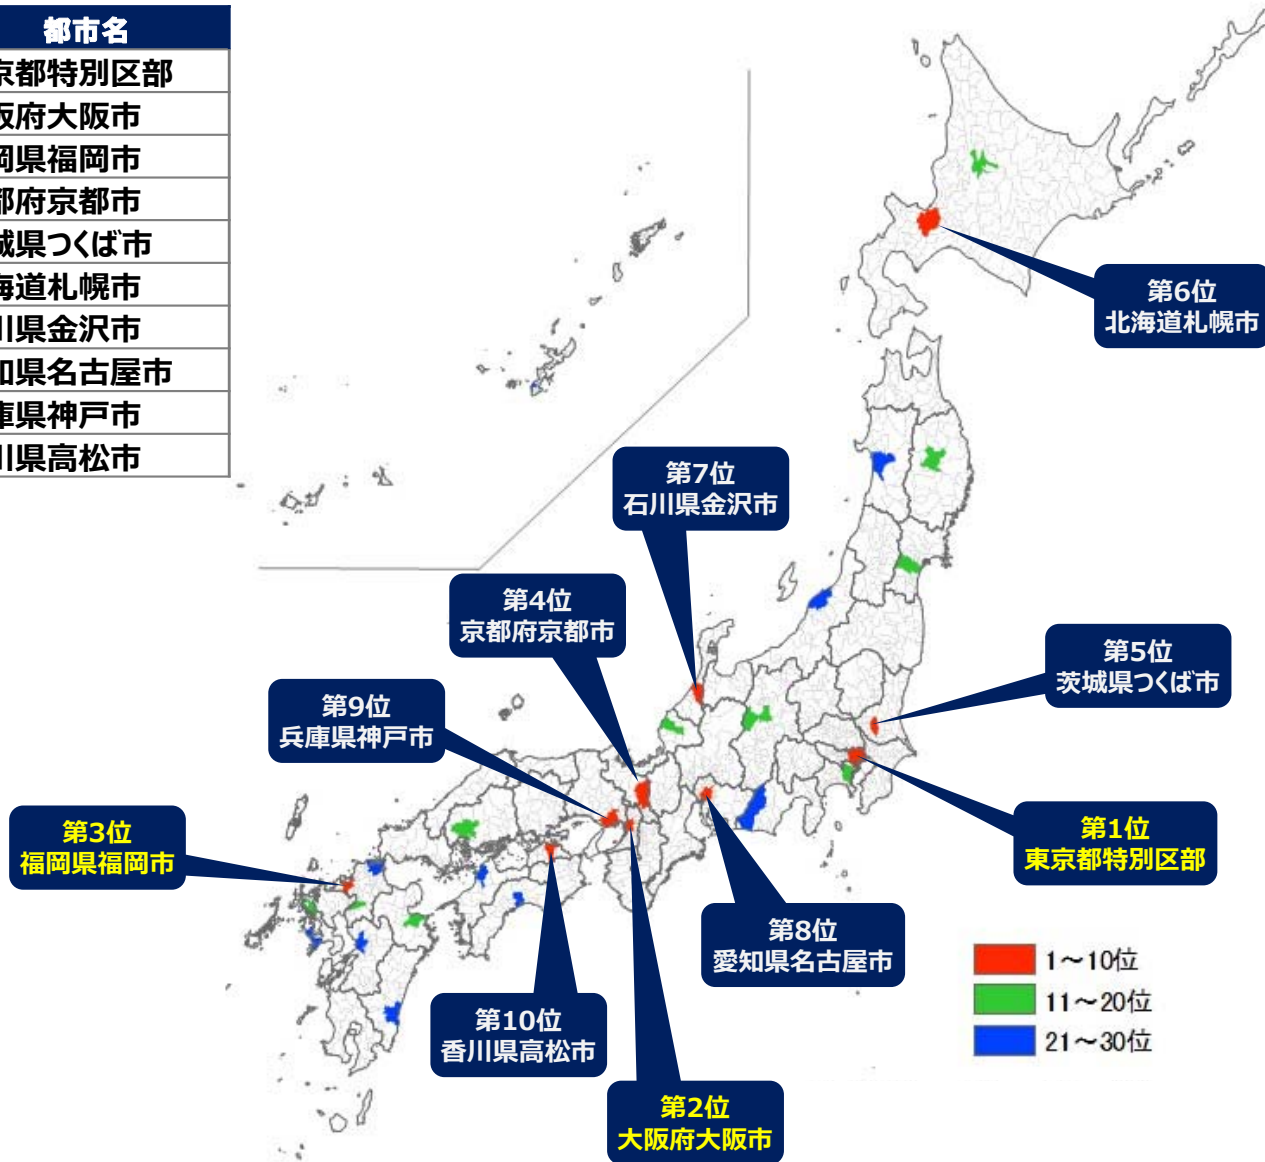 都市名
京都特別区部
阪府大阪市
岡県福岡市
都府京都市
城県つくば市
海道札幌市
川県金沢市
知県名古屋市
庫県神戸市
川県高松市
第6位
北海道札幌市
第7位
石川県金沢市
第4位
京都府京都市
第5位
茨城県つくば市
第9位
兵庫県神戸市
第3位
福岡県福岡市
第1位
東京都特別区部
第8位
愛知県名古屋市
第10位
香川県高松市
第2位
大阪府大阪市
1～10位
11～20位
21～30位